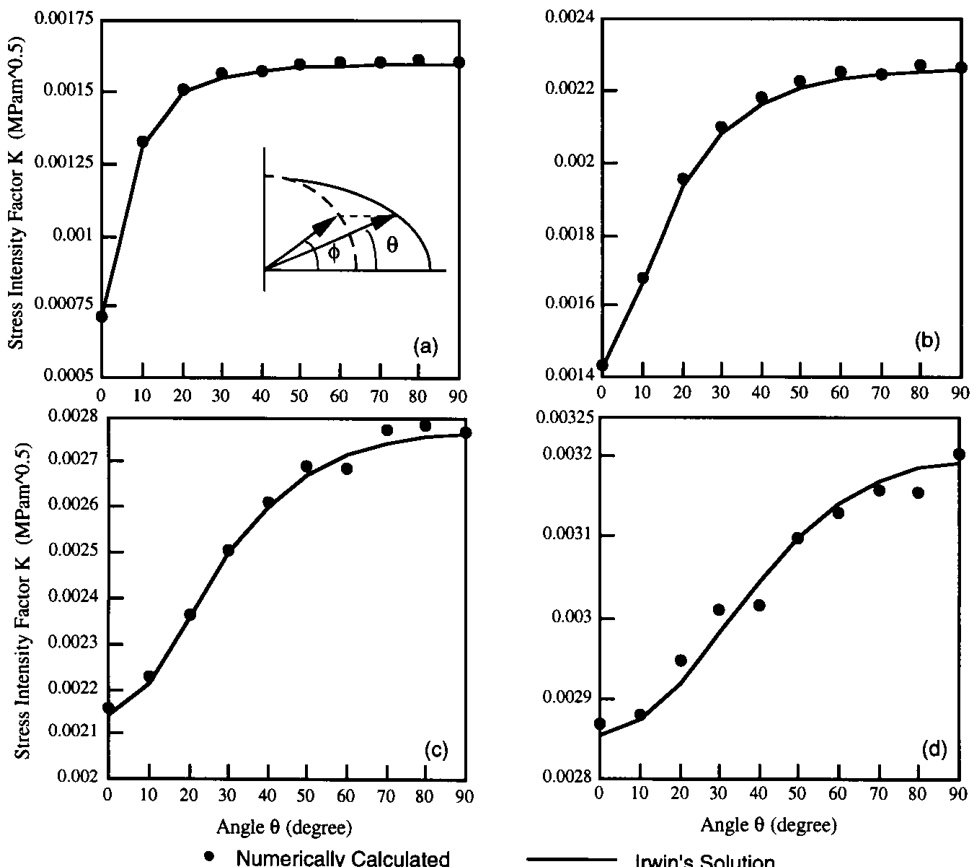 Stress Intensity Factor K (MPam^0.5)
0.00175
0.0015
0.00125
0.001
0.00075
0.0005
0 10 20 30 40 50 60 70 80 90
ϕ θ
(a)
0.0024
0.0022
0.002
0.0018
0.0016
0.0014
0 10 20 30 40 50 60 70 80 90
(b)
Stress Intensity Factor K (MPam^0.5)
0.0028
0.0027
0.0026
0.0025
0.0024
0.0023
0.0022
0.0021
0.002
0 10 20 30 40 50 60 70 80 90
Angle θ (degree)
(c)
0.00325
0.0032
0.0031
0.003
0.0029
0.0028
0 10 20 30 40 50 60 70 80 90
Angle θ (degree)
(d)
Numerically Calculated
Irwin's Solution